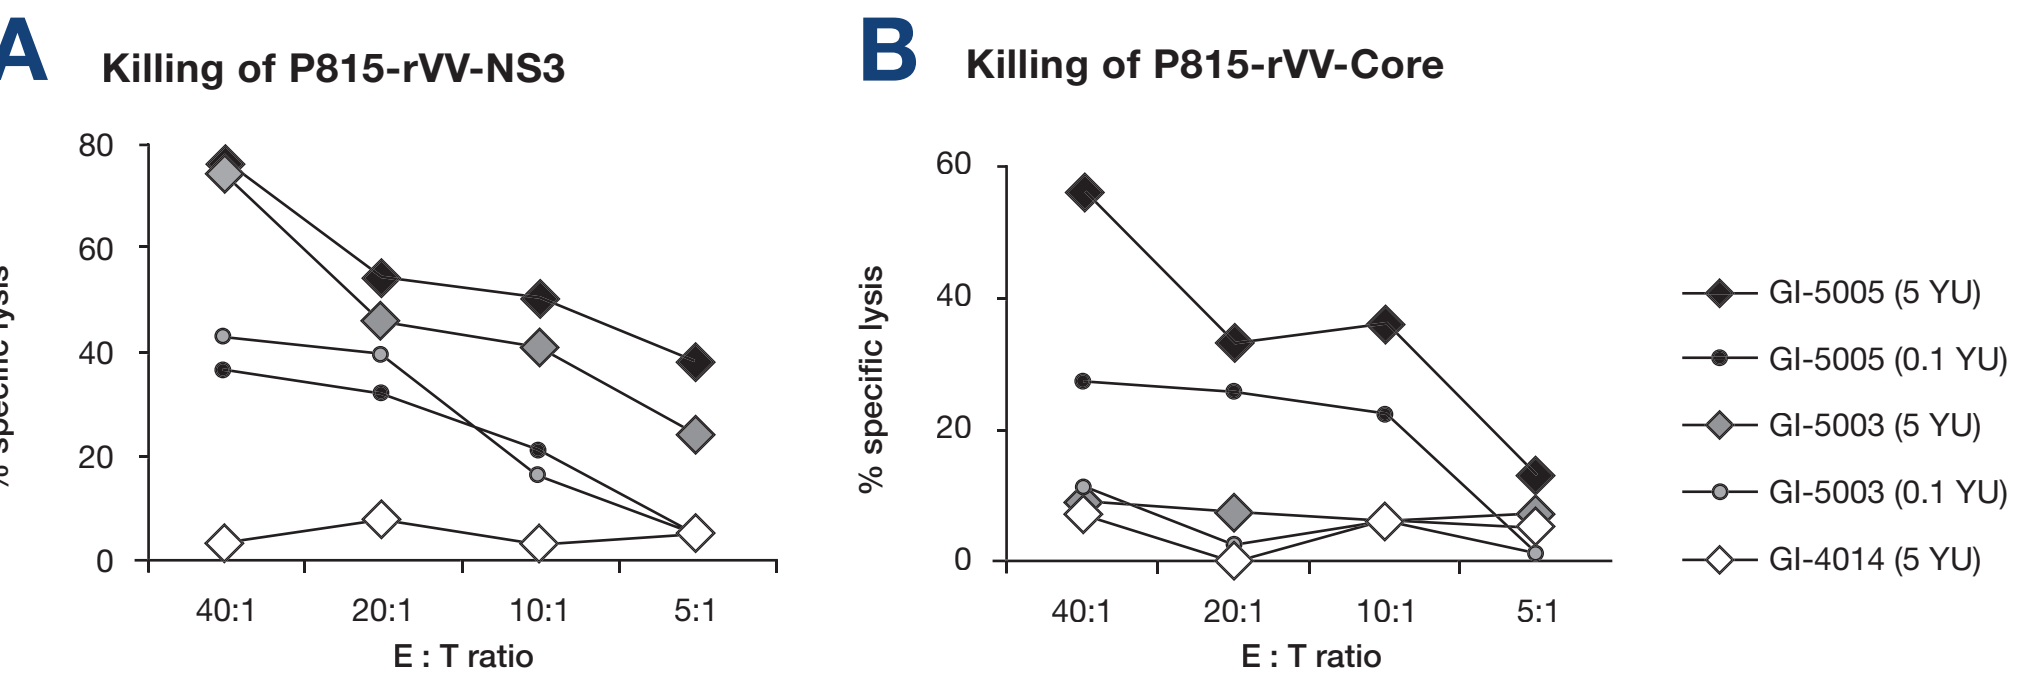 A
Killing of P815-rVV-NS3
80
60
40
20
0
% specific lysis
40:1
20:1
10:1
5:1
E : T ratio
B
Killing of P815-rVV-Core
60
40
20
0
% specific lysis
40:1
20:1
10:1
5:1
E : T ratio
GI-5005 (5 YU)
GI-5005 (0.1 YU)
GI-5003 (5 YU)
GI-5003 (0.1 YU)
GI-4014 (5 YU)